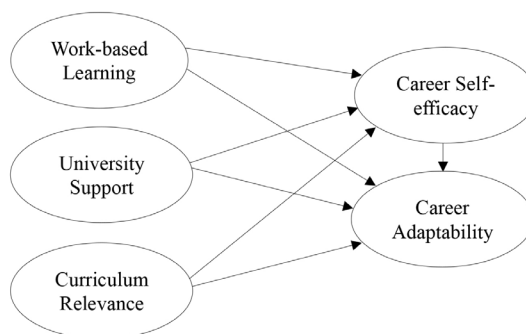 Work-based
Learning
Career Self-
efficacy
University
Support
Career
Adaptability
Curriculum
Relevance